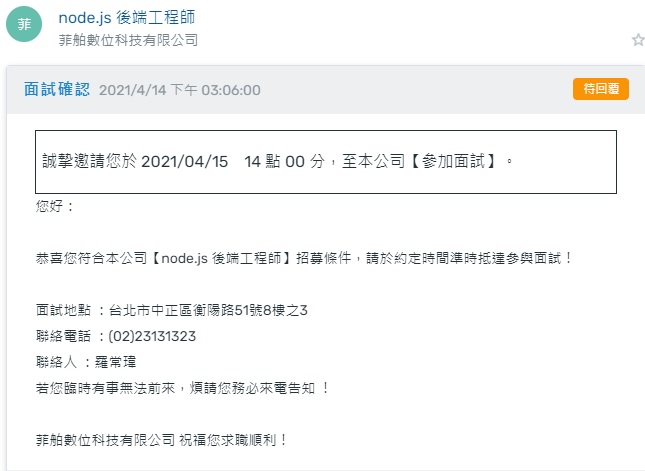 菲
node.js 後端工程師
菲舶數位科技有限公司
面試確認 2021/4/14 下午 03:06:00 待回覆
誠摯邀請您於 2021/04/15 14 點 00 分，至本公司【參加面試】。
您好：
恭喜您符合本公司【node.js 後端工程師】招募條件，請於約定時間準時抵達參與面試！
面試地點 ：台北市中正區衡陽路51號8樓之3
聯絡電話 ：(02)23131323
聯絡人 ：羅常瑋
若您臨時有事無法前來，煩請您務必來電告知 ！
菲舶數位科技有限公司 祝福您求職順利！